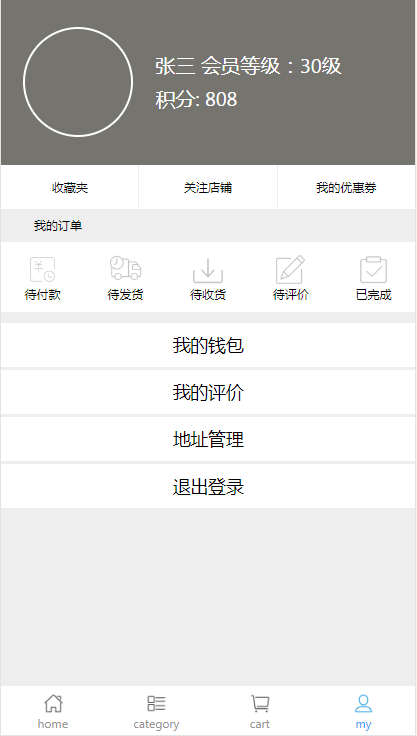 张三 会员等级：30级
积分: 808
收藏夹 关注店铺 我的优惠券
我的订单
待付款 待发货 待收货 待评价 已完成
我的钱包
我的评价
地址管理
退出登录
home category cart my